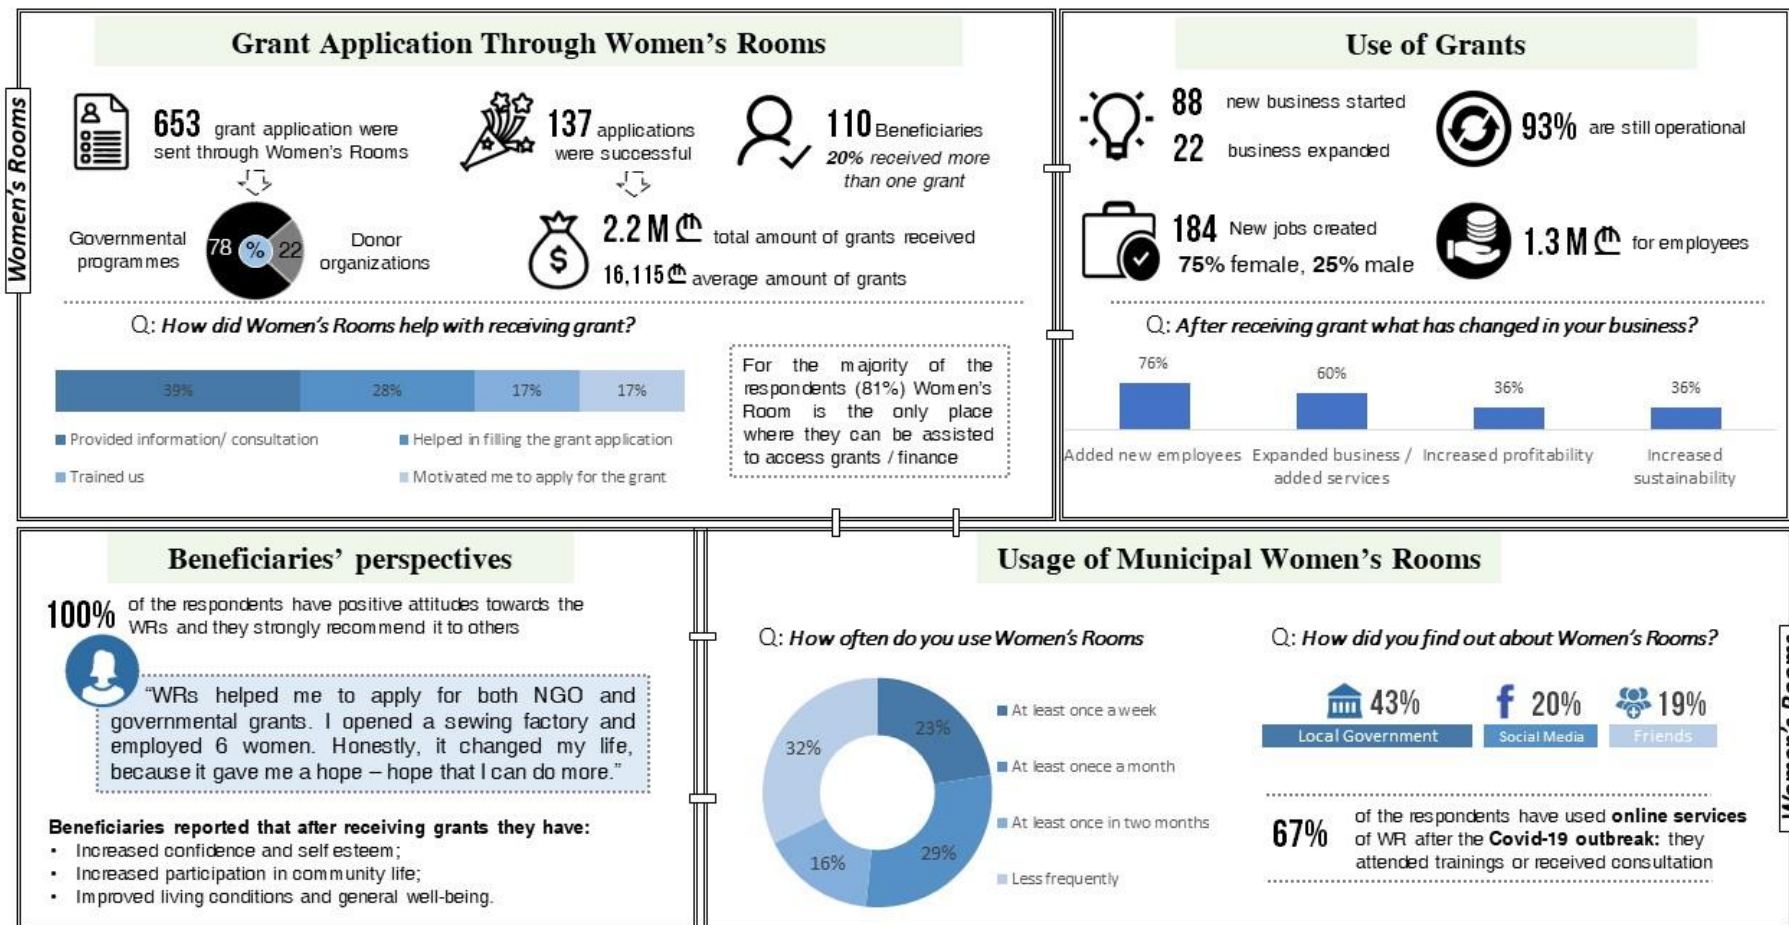 Women's Rooms
Grant Application Through Women's Rooms
653 grant application were
sent through Women's Rooms
137 applications
were successful
110 Beneficiaries
20% received more
than one grant
Governmental
programmes
78 % 22
Donor
organizations
$
2.2 M ₾ total amount of grants received
16,115 ₾ average amount of grants
Q: How did Women's Rooms help with receiving grant?
39% 28% 17% 17%
Provided information/ consultation
Helped in filling the grant application
Trained us
Motivated me to apply for the grant
For the majority of the
respondents (81%) Women's
Room is the only place
where they can be assisted
to access grants / finance
Use of Grants
88 new business started
22 business expanded
93% are still operational
184 New jobs created
75% female, 25% male
1.3 M ₾ for employees
Q: After receiving grant what has changed in your business?
76%
60%
36%
36%
Added new employees
Expanded business /
added services
Increased profitability
Increased
sustainability
Beneficiaries' perspectives
100% of the respondents have positive attitudes towards the
WRs and they strongly recommend it to others
“WRs helped me to apply for both NGO and
governmental grants. I opened a sewing factory and
employed 6 women. Honestly, it changed my life,
because it gave me a hope – hope that I can do more.”
Beneficiaries reported that after receiving grants they have:
• Increased confidence and self esteem;
• Increased participation in community life;
• Improved living conditions and general well-being.
Usage of Municipal Women's Rooms
Q: How often do you use Women's Rooms
23%
29%
16%
32%
At least once a week
At least onece a month
At least once in two months
Less frequently
Q: How did you find out about Women's Rooms?
43%
Local Government
f 20%
Social Media
19%
Friends
67% of the respondents have used online services
of WR after the Covid-19 outbreak: they
attended trainings or received consultation